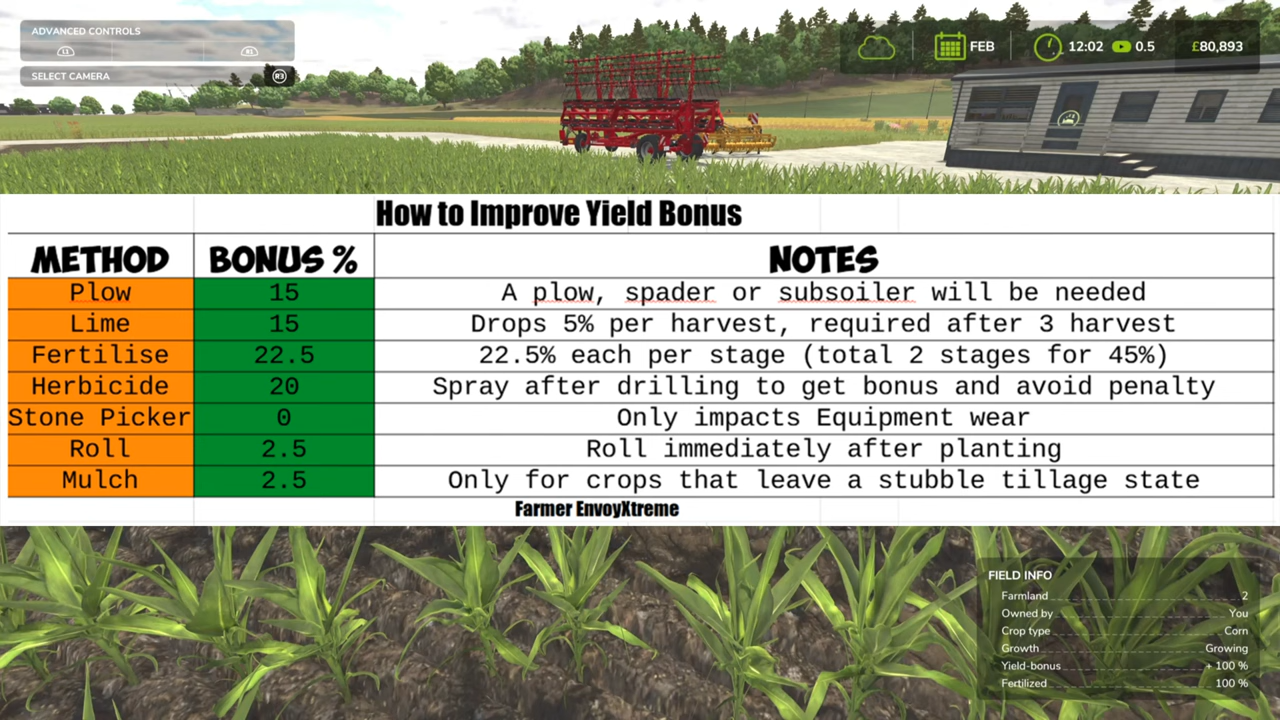 ADVANCED CONTROLS
L1 R1
SELECT CAMERA R3
FEB 12:02 0.5 £80,893
How to Improve Yield Bonus
METHOD BONUS % NOTES
Plow 15 A plow, spader or subsoiler will be needed
Lime 15 Drops 5% per harvest, required after 3 harvest
Fertilise 22.5 22.5% each per stage (total 2 stages for 45%)
Herbicide 20 Spray after drilling to get bonus and avoid penalty
Stone Picker 0 Only impacts Equipment wear
Roll 2.5 Roll immediately after planting
Mulch 2.5 Only for crops that leave a stubble tillage state
Farmer EnvoyXtreme
FIELD INFO
Farmland 2
Owned by You
Crop type Corn
Growth Growing
Yield-bonus + 100 %
Fertilized 100 %